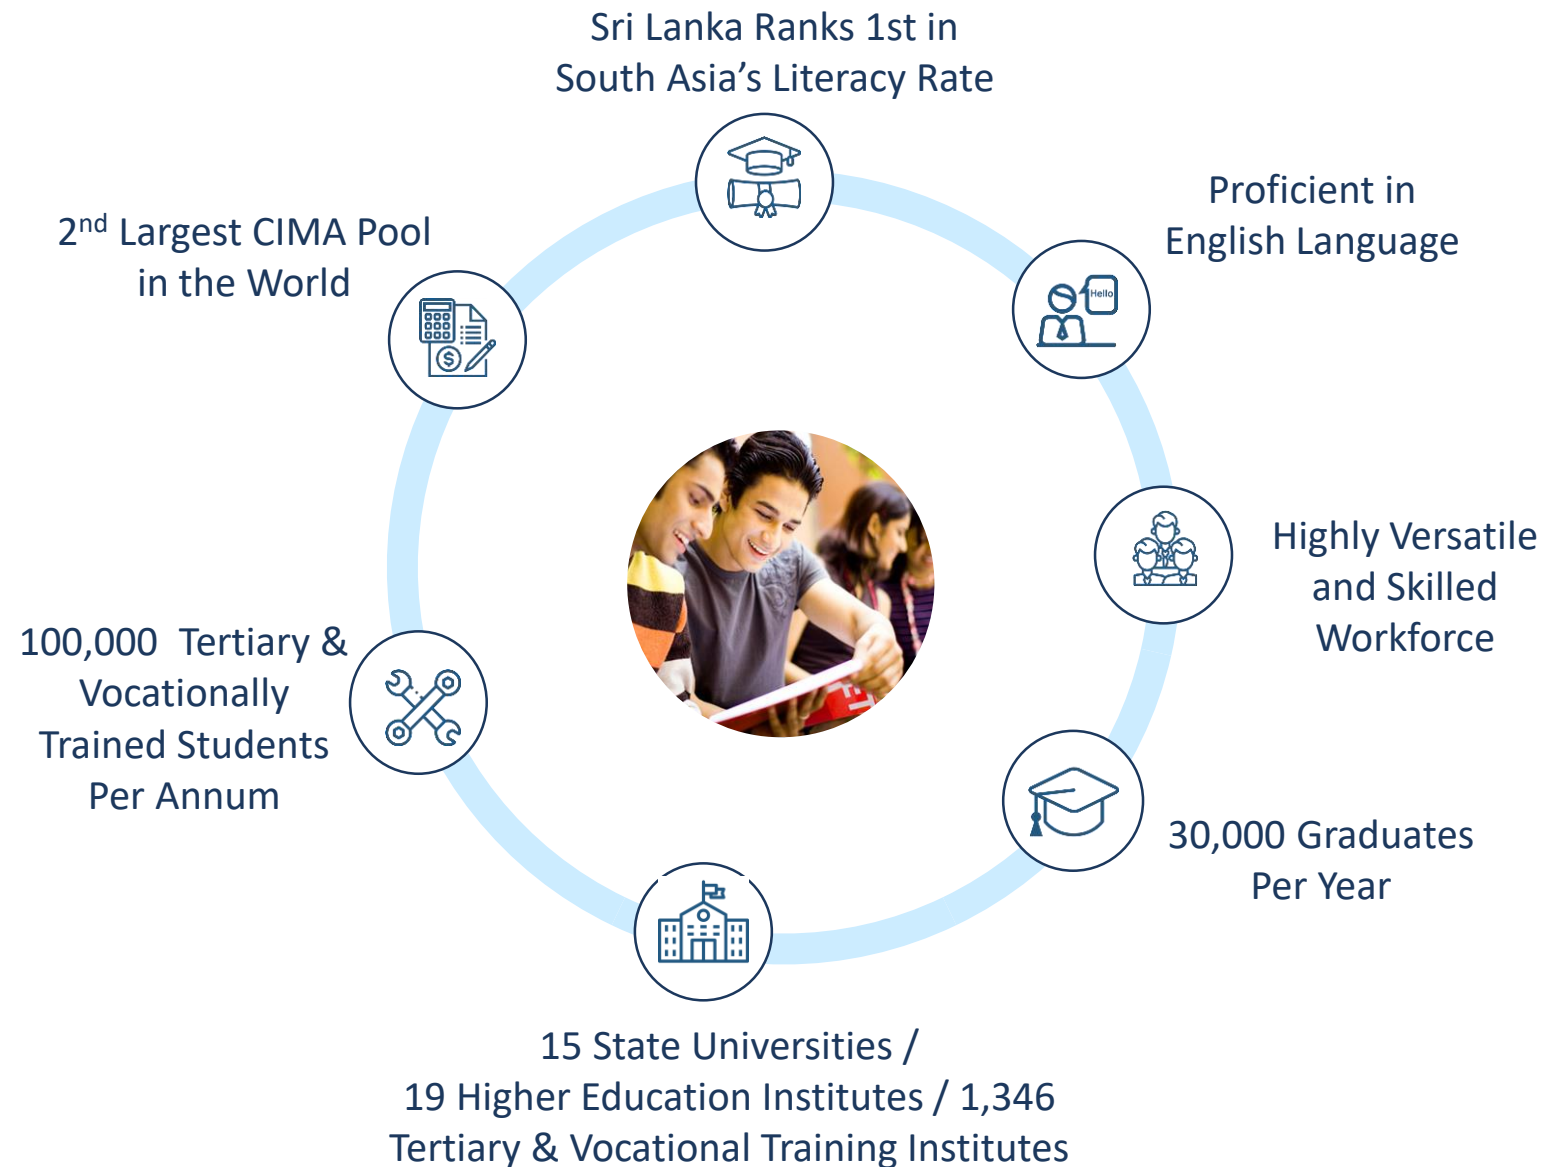 Sri Lanka Ranks 1st in
South Asia’s Literacy Rate
Proficient in
English Language
Hello
Highly Versatile
and Skilled
Workforce
30,000 Graduates
Per Year
15 State Universities /
19 Higher Education Institutes / 1,346
Tertiary & Vocational Training Institutes
100,000  Tertiary &
Vocationally
Trained Students
Per Annum
2nd Largest CIMA Pool
in the World